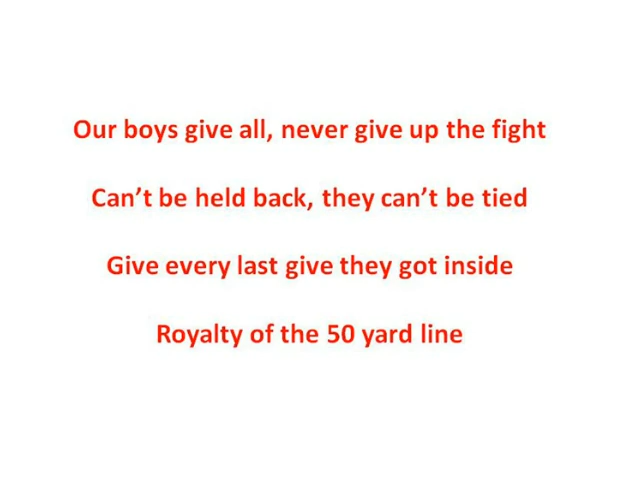 Our boys give all, never give up the fight
Can’t be held back, they can’t be tied
Give every last give they got inside
Royalty of the 50 yard line